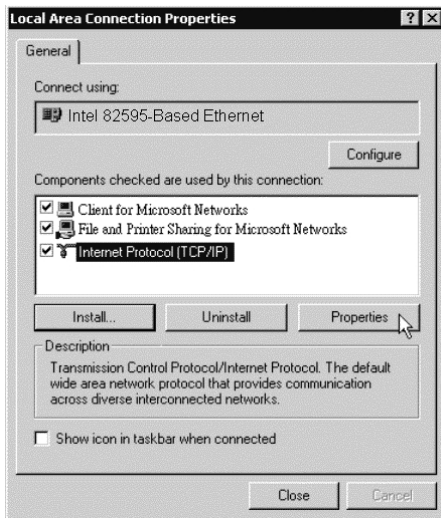 Local Area Connection Properties
General
Connect using:
Intel 82595-Based Ethernet
Configure
Components checked are used by this connection:
Client for Microsoft Networks
File and Printer Sharing for Microsoft Networks
Internet Protocol (TCP/IP)
Install...
Uninstall
Properties
Description
Transmission Control Protocol/Internet Protocol. The default
wide area network protocol that provides communication
across diverse interconnected networks.
Show icon in taskbar when connected
Close
Cancel